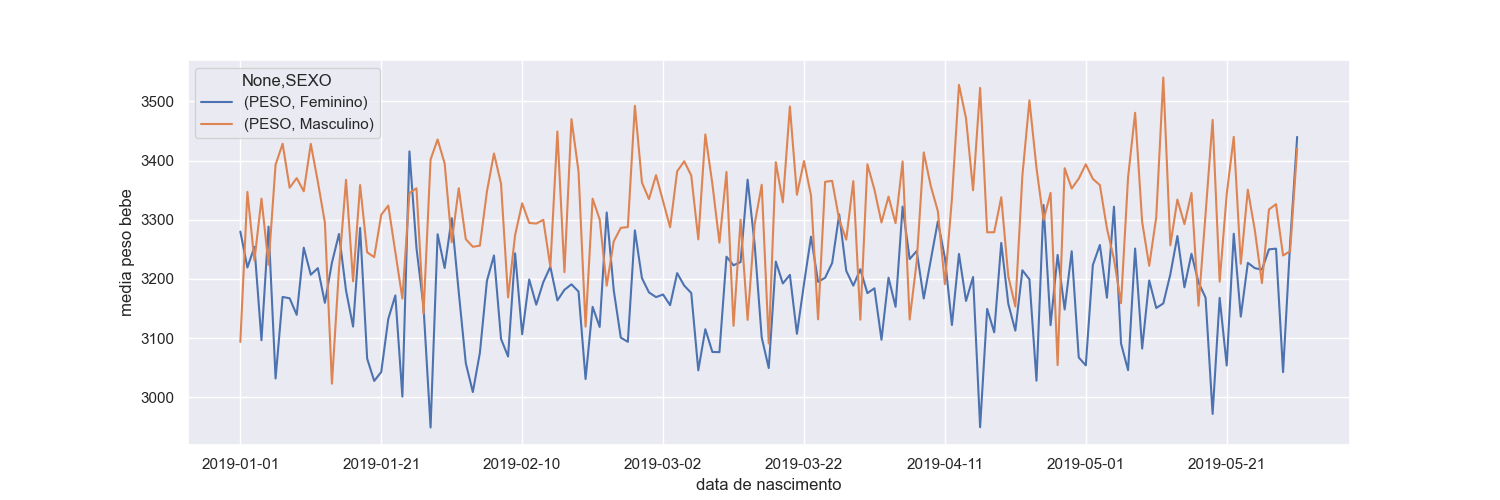 None,SEXO
(PESO, Feminino)
(PESO, Masculino)
media peso bebe
3500
3400
3300
3200
3100
3000
2019-01-01
2019-01-21
2019-02-10
2019-03-02
2019-03-22
2019-04-11
2019-05-01
2019-05-21
data de nascimento